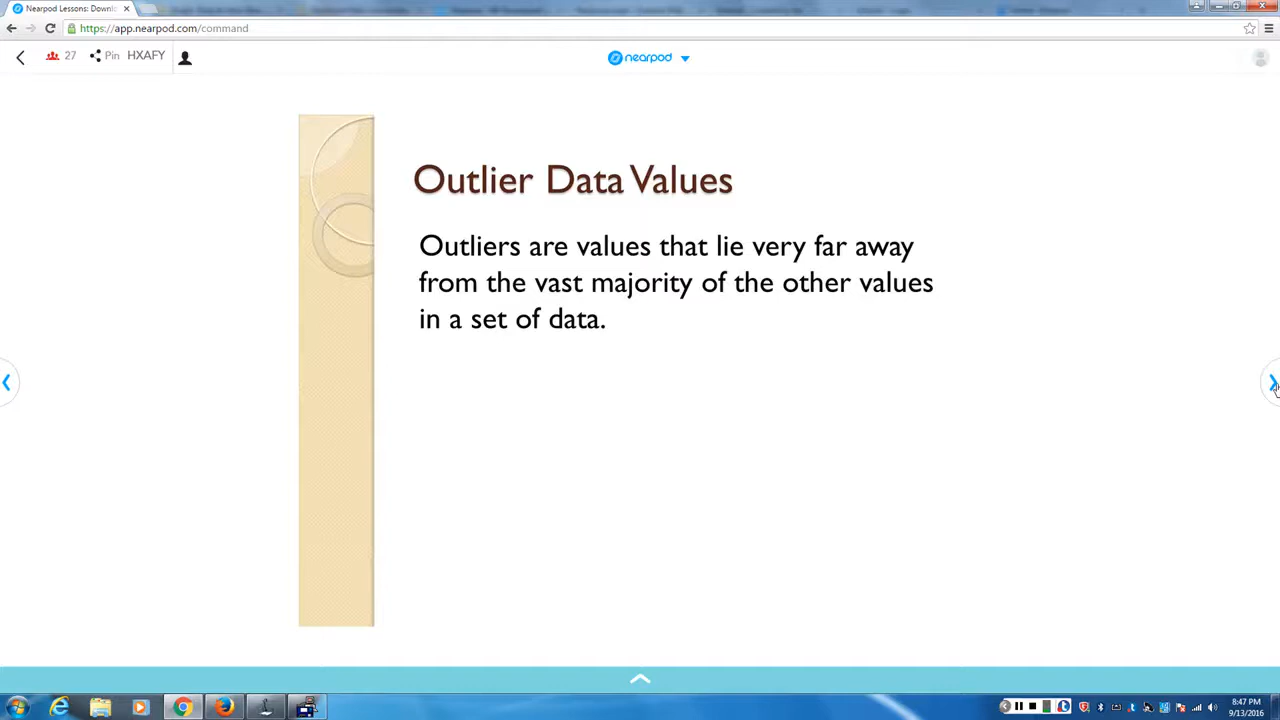 Nearpod Lessons: Downl
https://app.nearpod.com/command
27
Pin
HXAFY
nearpod
Outlier Data Values
Outliers are values that lie very far away
from the vast majority of the other values
in a set of data.
8:47 PM
9/13/2016